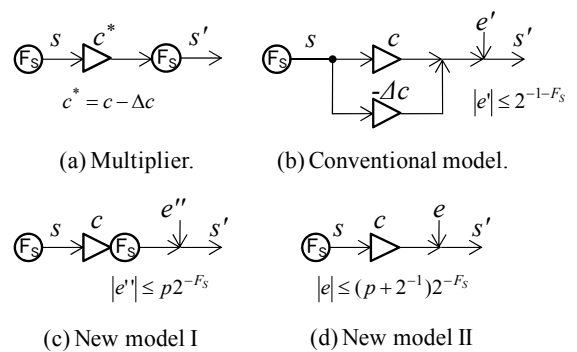 s c* s′
F_S F_S
c* = c − Δc
(a) Multiplier.
s c e′ s′
F_S
-Δc
|e'| ≤ 2^{-1-F_S}
(b) Conventional model.
s c e″ s′
F_S F_S
|e''| ≤ p2^{-F_S}
(c) New model I
s c e s′
F_S
|e| ≤ (p + 2^{-1})2^{-F_S}
(d) New model II